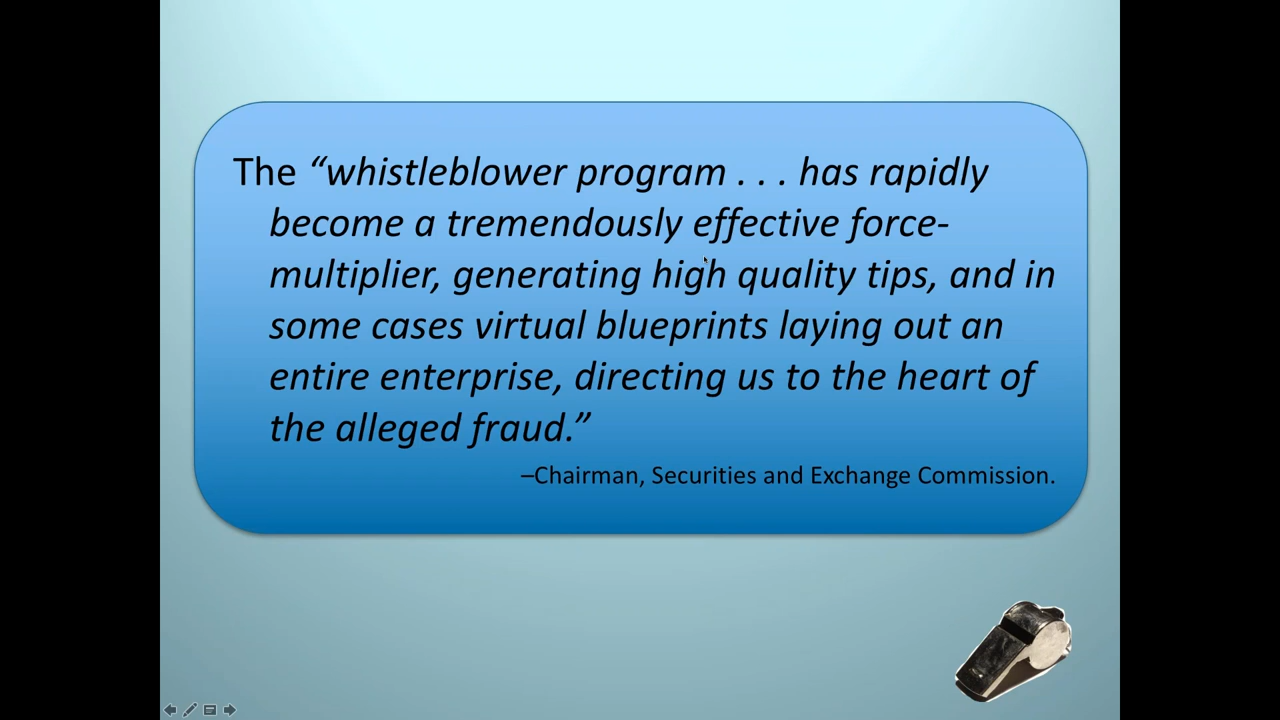 The “whistleblower program . . . has rapidly
become a tremendously effective force-
multiplier, generating high quality tips, and in
some cases virtual blueprints laying out an
entire enterprise, directing us to the heart of
the alleged fraud.”
–Chairman, Securities and Exchange Commission.